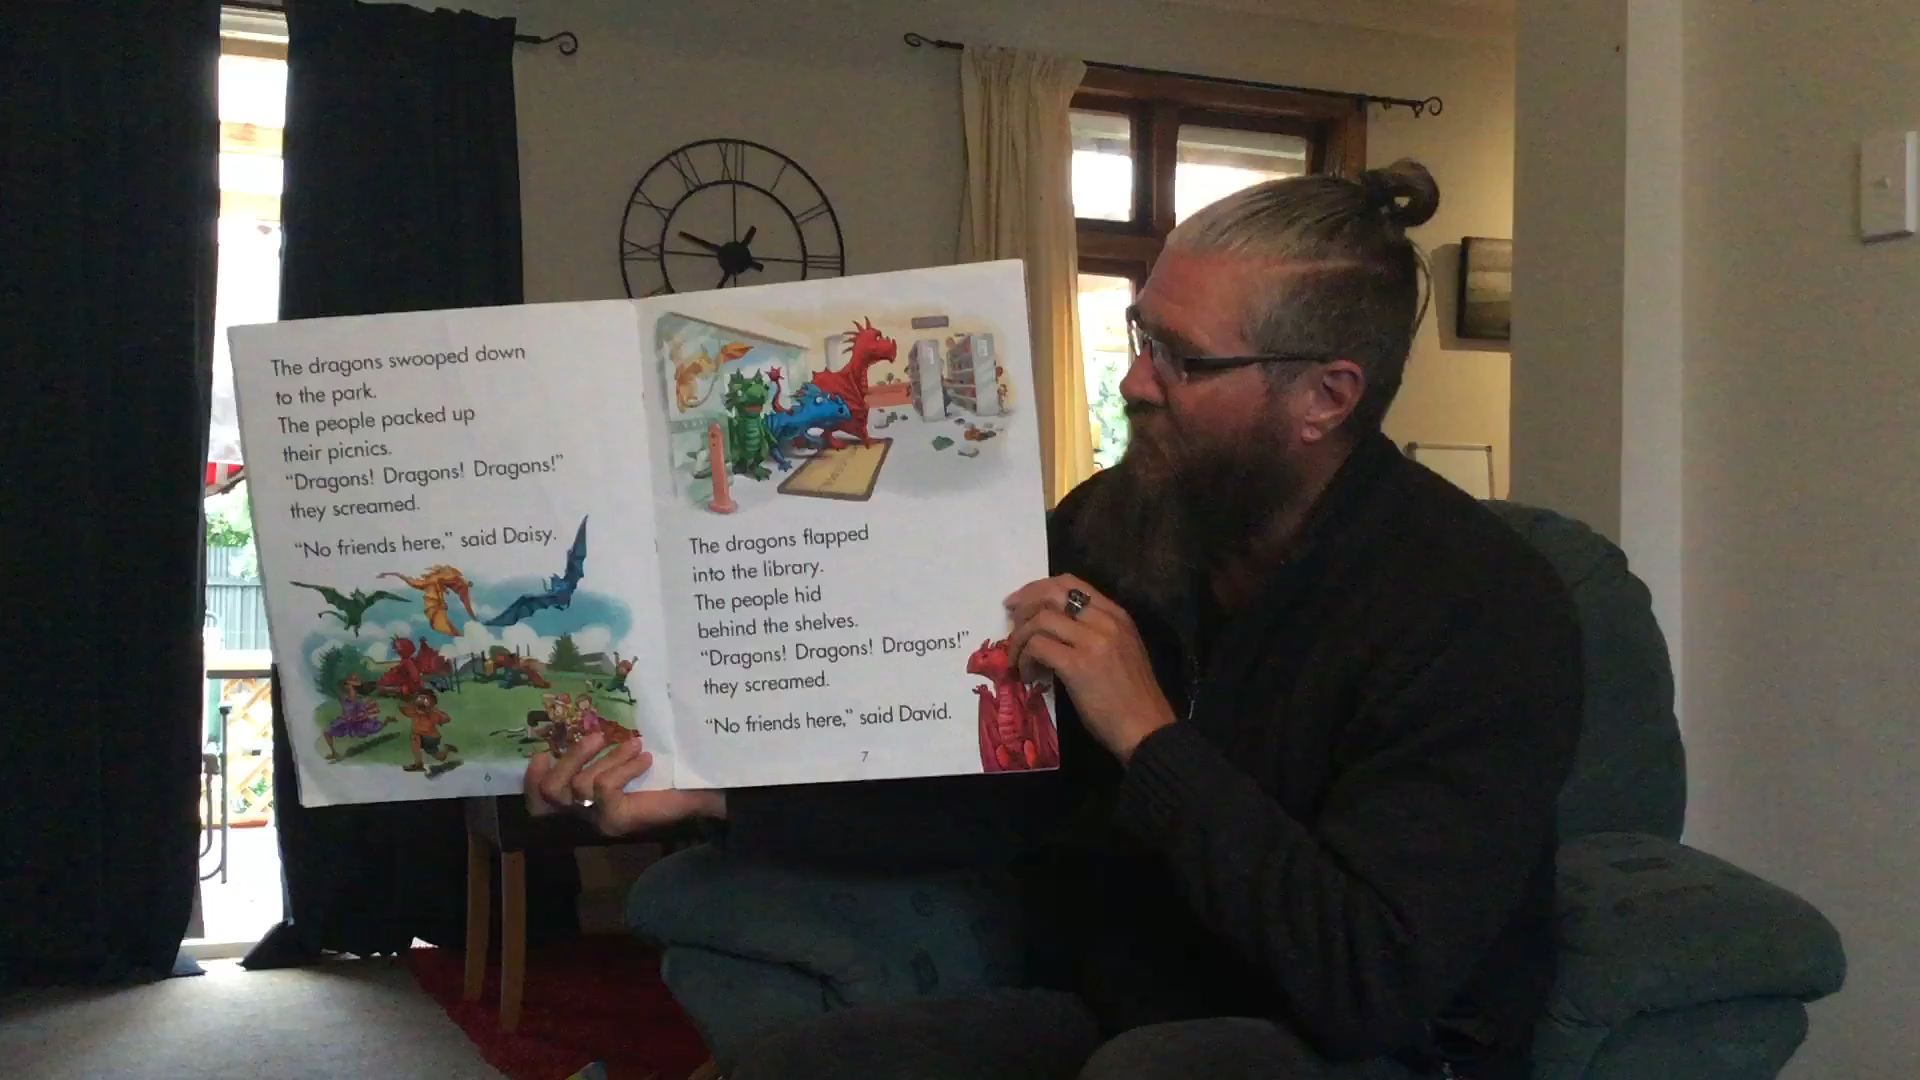 The dragons swooped down
to the park.
The people packed up
their picnics.
“Dragons! Dragons! Dragons!”
they screamed.
“No friends here,” said Daisy.
6
The dragons flapped
into the library.
The people hid
behind the shelves.
“Dragons! Dragons! Dragons!”
they screamed.
“No friends here,” said David.
7